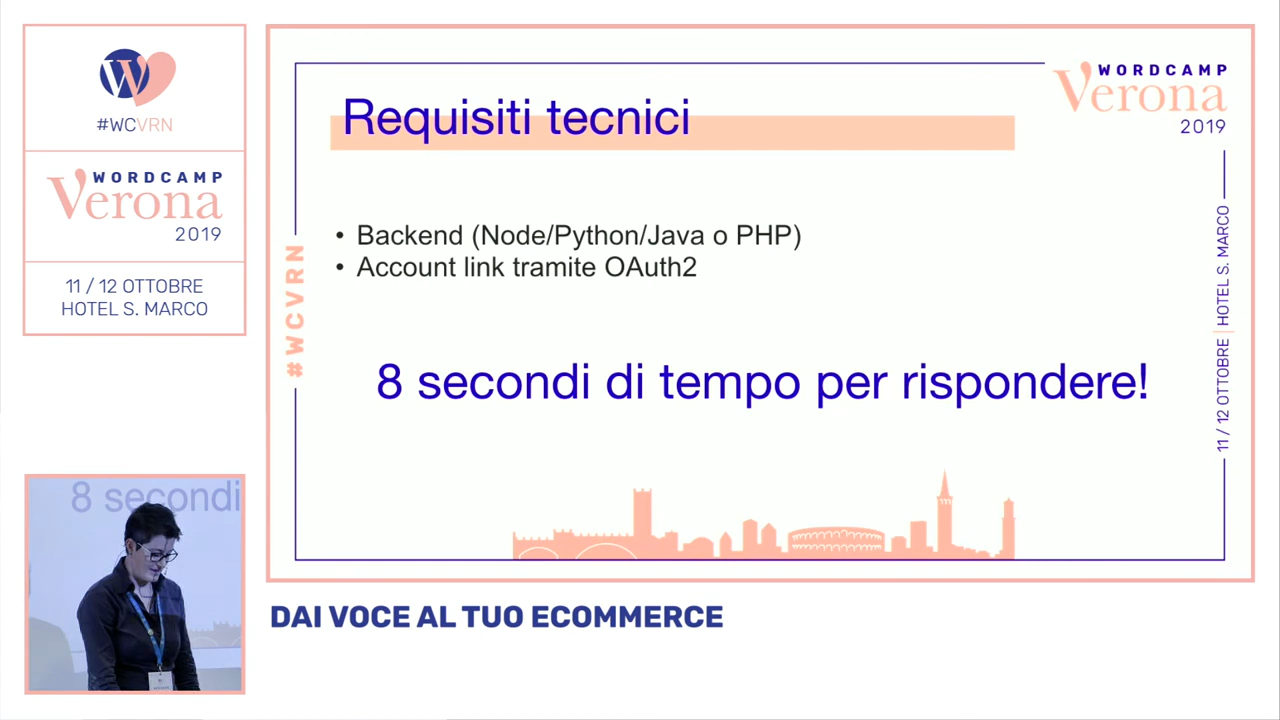 #WCVRN
WORDCAMP
Verona
2019
11 / 12 OTTOBRE
HOTEL S. MARCO
WORDCAMP
Verona
2019
Requisiti tecnici
• Backend (Node/Python/Java o PHP)
• Account link tramite OAuth2
8 secondi di tempo per rispondere!
#WCVRN
11 / 12 OTTOBRE | HOTEL S. MARCO
8 secondi
DAI VOCE AL TUO ECOMMERCE